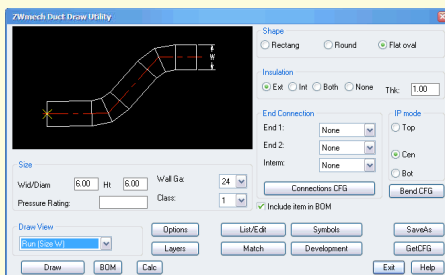 ZWmech Duct Draw Utility
W
Shape
Rectang Round Flat oval
Insulation
Ext Int Both None Thk: 1.00
End Connection
End 1: None
End 2: None
Interm: None
Connections CFG
IP mode
Top
Cen
Bot
Bend CFG
Include item in BOM
Size
Wid/Diam 6.00 Ht 6.00
Pressure Rating:
Wall Ga: 24
Class: 1
Draw View
Run (Size W)
Options List/Edit Symbols SaveAs
Layers Match Development GetCFG
Draw BOM Calc Exit Help